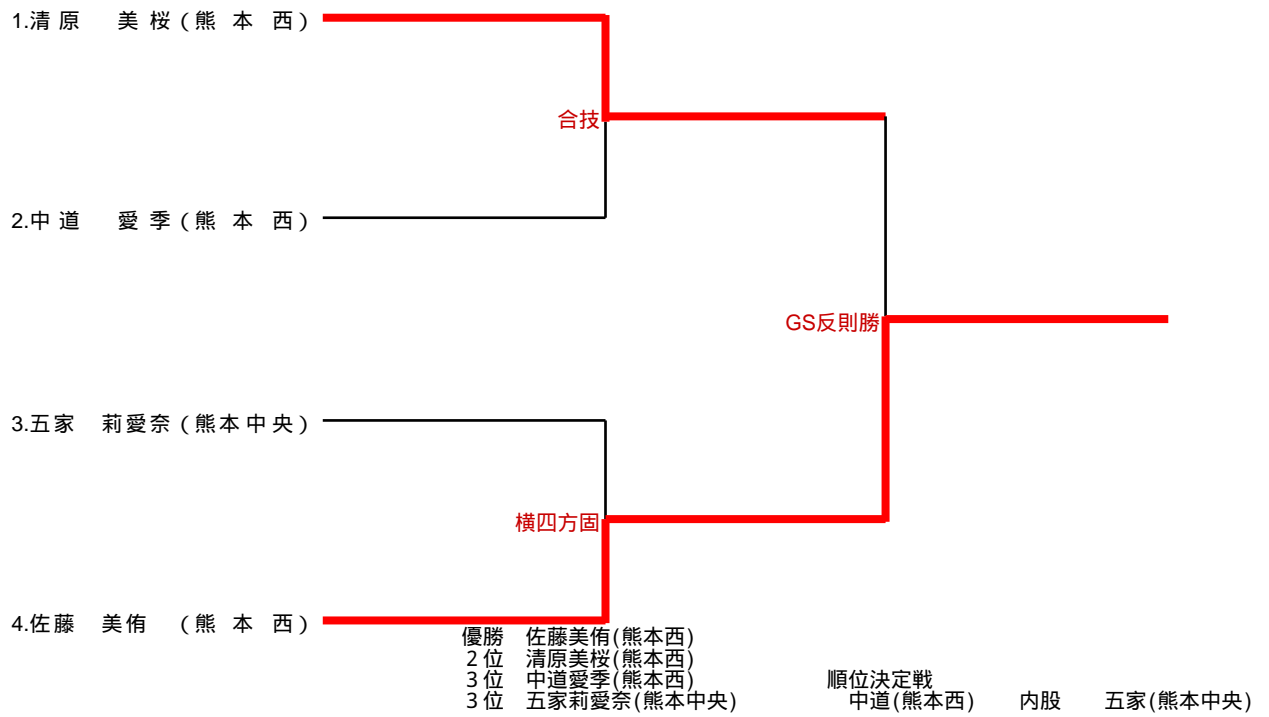 1.清原　美桜(熊本西)
合技
2.中道　愛季(熊本西)
GS反則勝
3.五家　莉愛奈(熊本中央)
横四方固
4.佐藤　美侑　(熊本西)
優勝　佐藤美侑(熊本西)
２位　清原美桜(熊本西)
３位　中道愛季(熊本西)　順位決定戦
３位　五家莉愛奈(熊本中央)　中道(熊本西)　内股　五家(熊本中央)